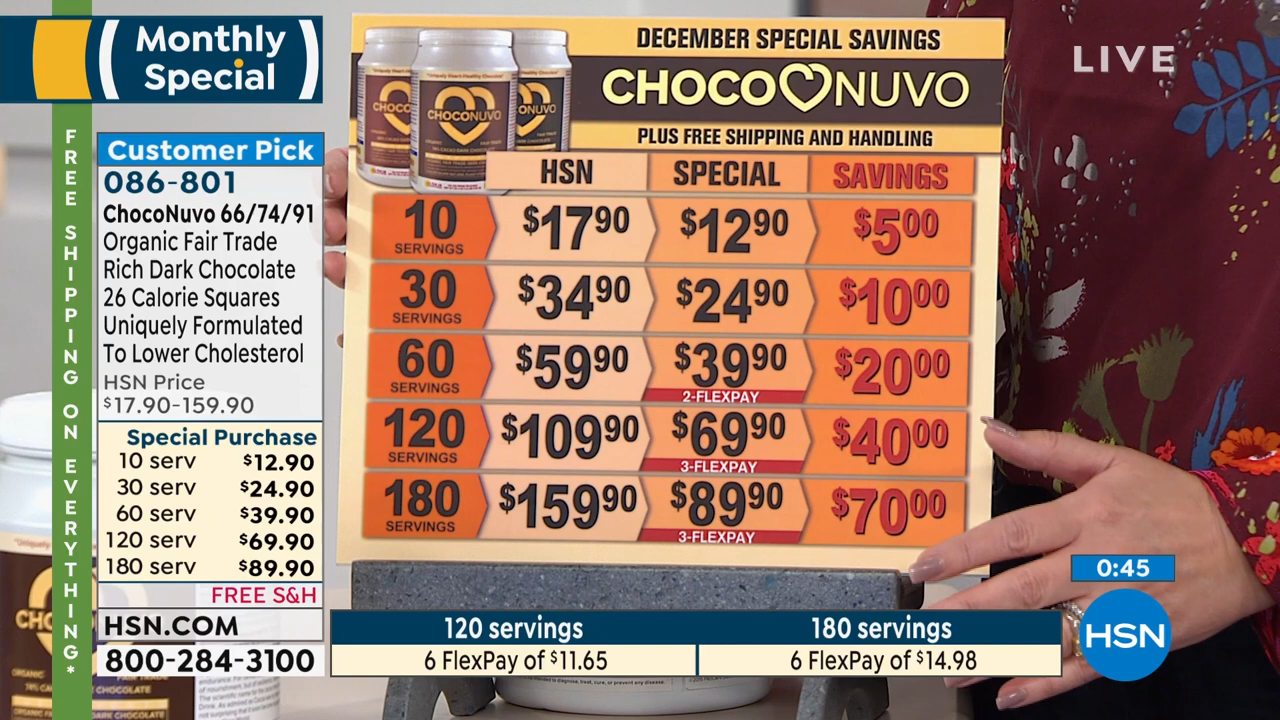 ( Monthly
Special )
LIVE
FREE SHIPPING ON EVERYTHING*
Customer Pick
086-801
ChocoNuvo 66/74/91
Organic Fair Trade
Rich Dark Chocolate
26 Calorie Squares
Uniquely Formulated
To Lower Cholesterol
HSN Price
$17.90-159.90
Special Purchase
10 serv $12.90
30 serv $24.90
60 serv $39.90
120 serv $69.90
180 serv $89.90
FREE S&H
HSN.COM
800-284-3100
DECEMBER SPECIAL SAVINGS
CHOCONUVO
PLUS FREE SHIPPING AND HANDLING
"Uniquely Heart-Healthy Chocolate"
CHOCONUVO
HSN SPECIAL SAVINGS
10 SERVINGS $17.90 $12.90 $5.00
30 SERVINGS $34.90 $24.90 $10.00
60 SERVINGS $59.90 $39.90 $20.00
2-FLEXPAY
120 SERVINGS $109.90 $69.90 $40.00
3-FLEXPAY
180 SERVINGS $159.90 $89.90 $70.00
3-FLEXPAY
0:45
HSN
120 servings 180 servings
6 FlexPay of $11.65 6 FlexPay of $14.98
ORGANIC
DARK CHOCOLATE